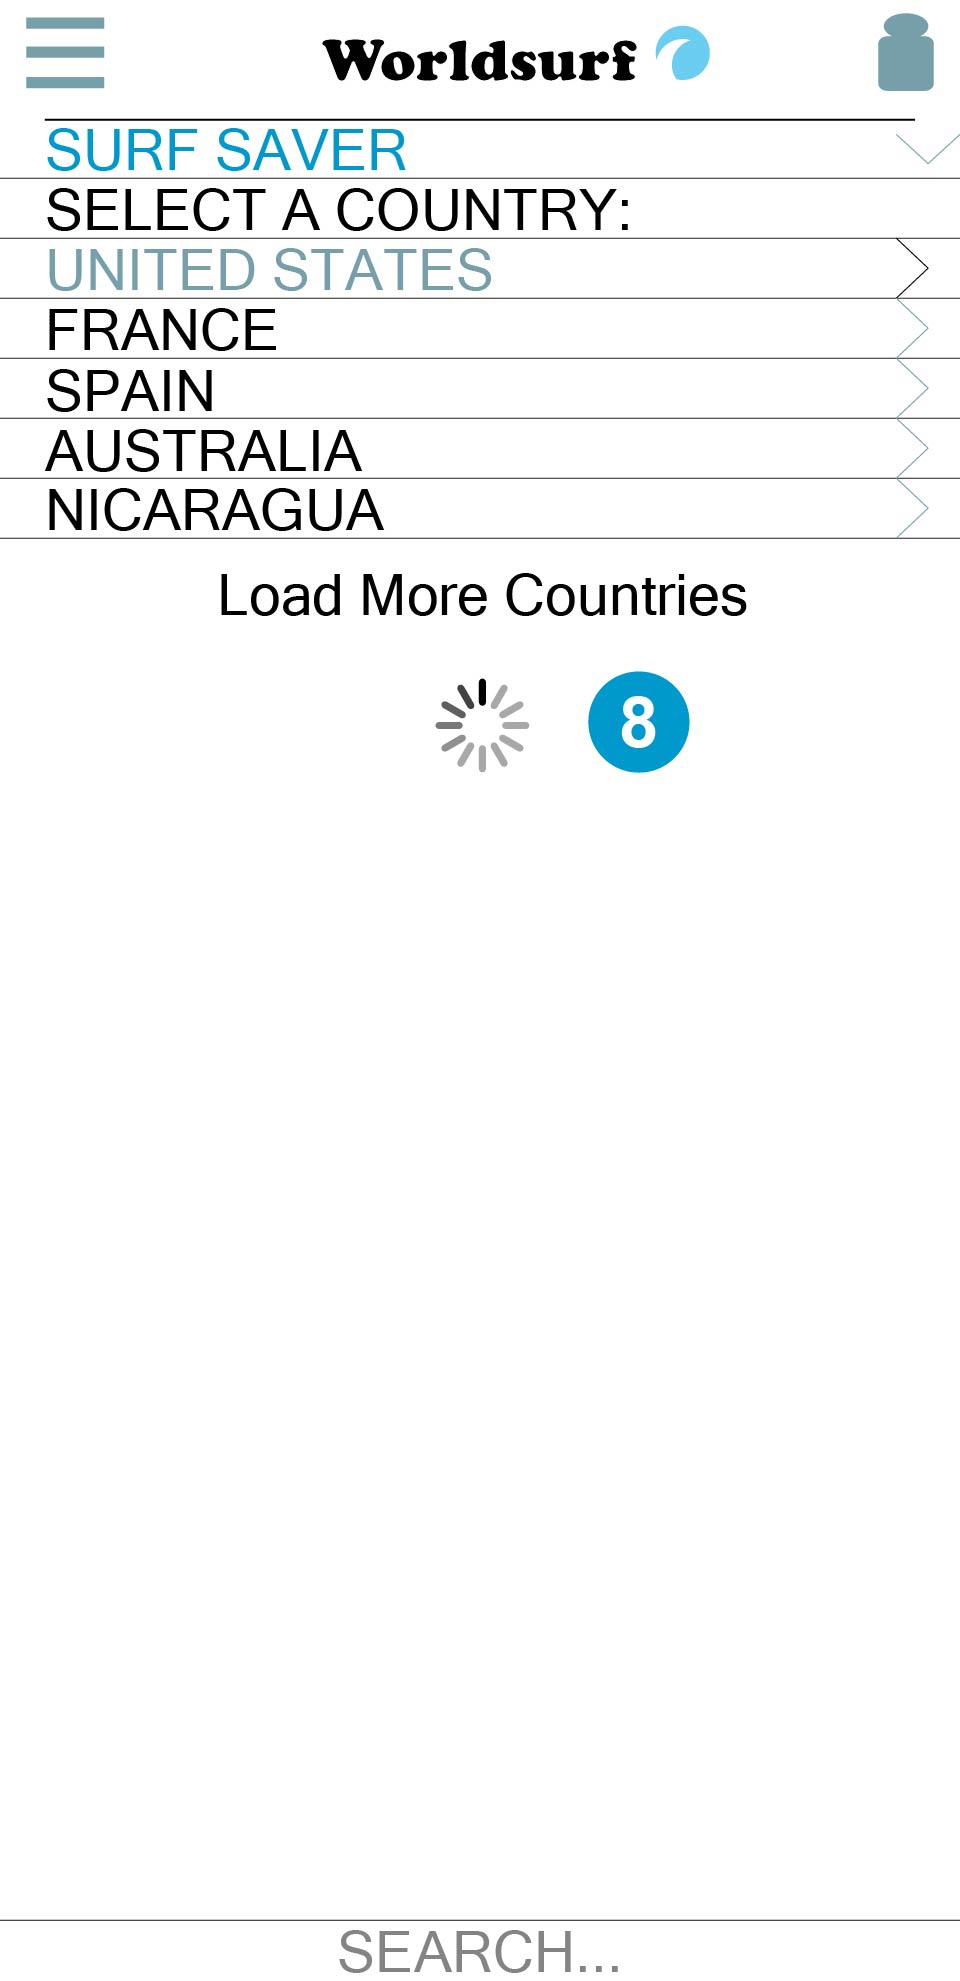 Worldsurf
SURF SAVER
SELECT A COUNTRY:
UNITED STATES
FRANCE
SPAIN
AUSTRALIA
NICARAGUA
Load More Countries
8
SEARCH...